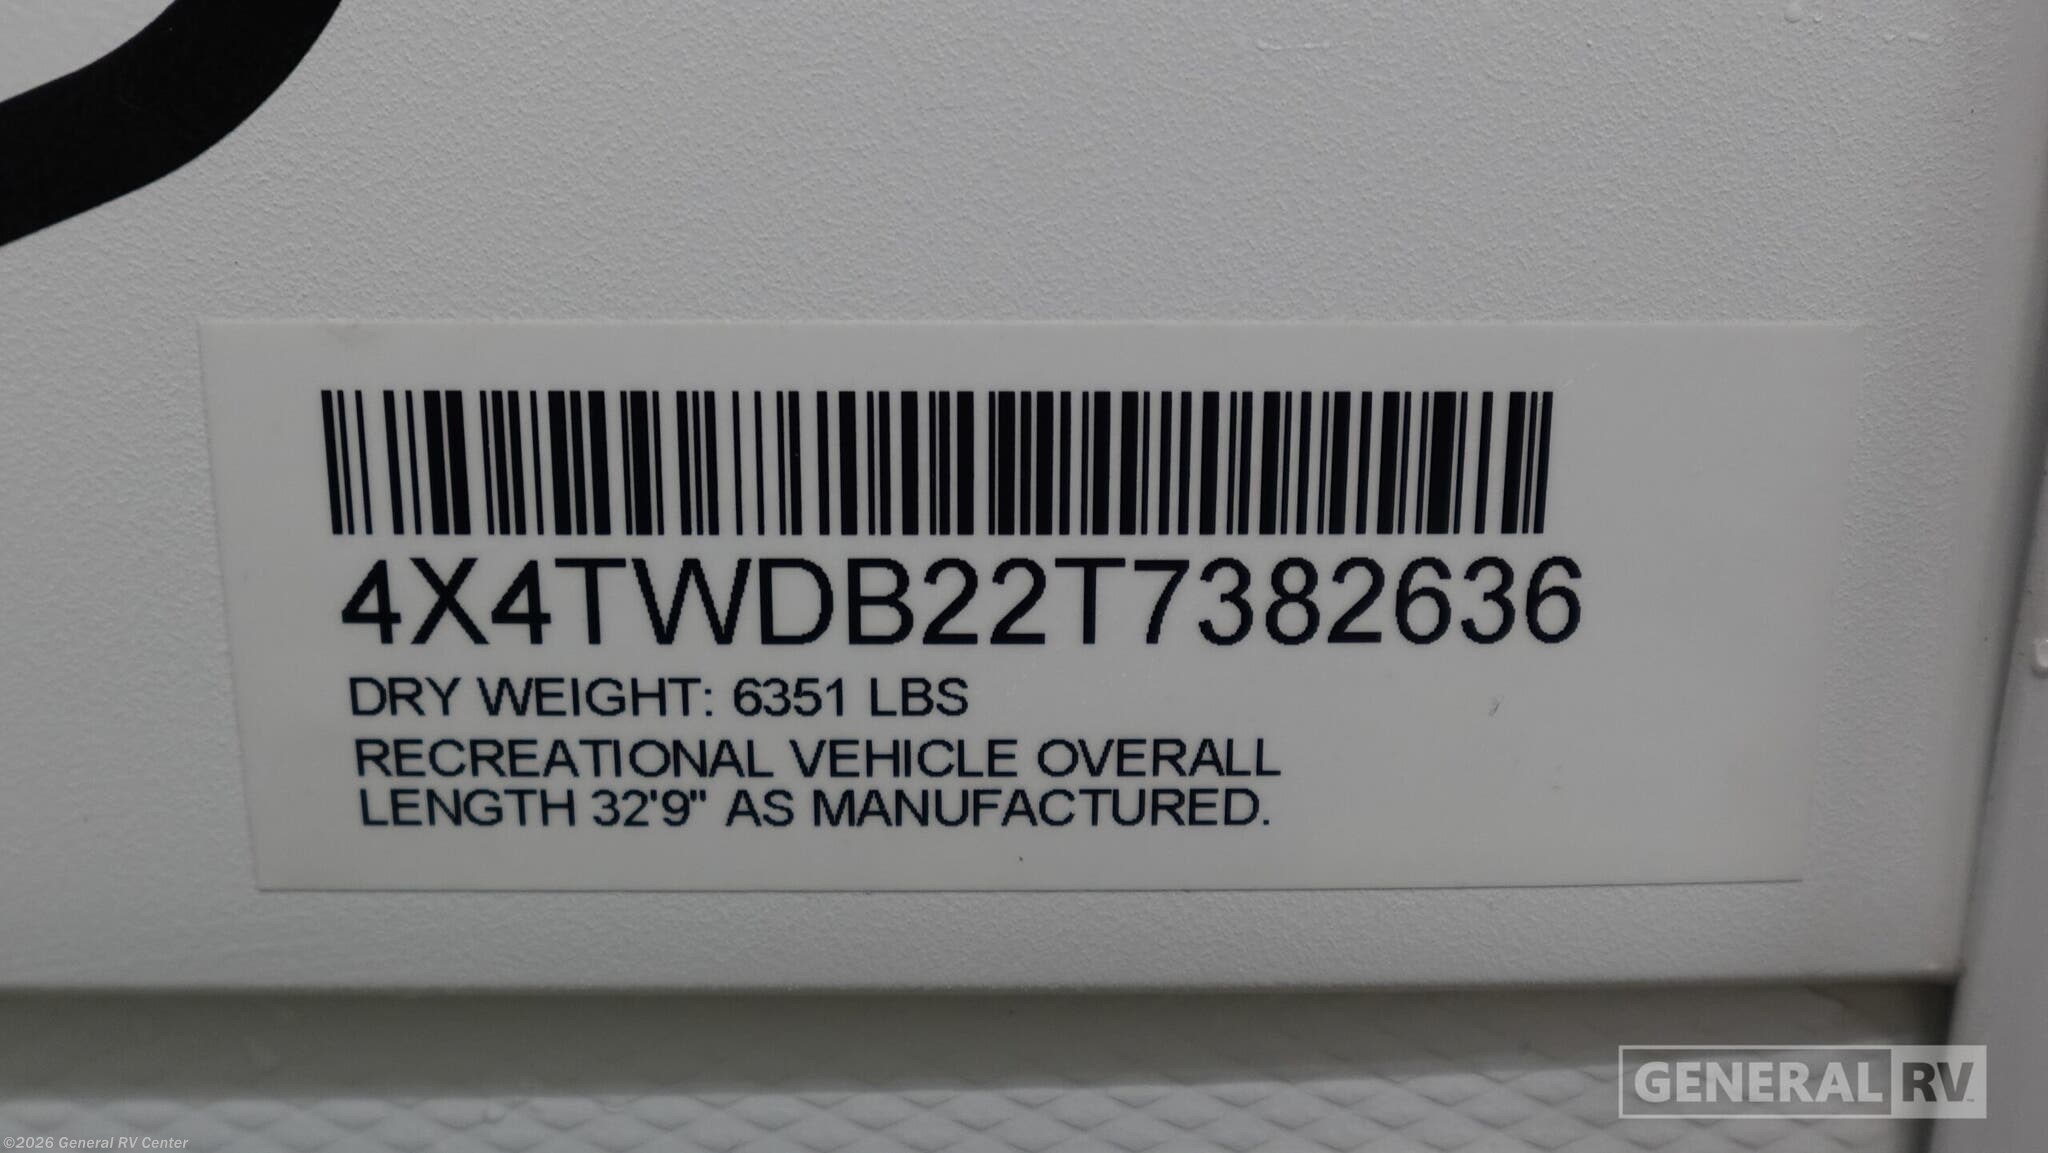 4X4TWDB22T7382636
DRY WEIGHT: 6351 LBS
RECREATIONAL VEHICLE OVERALL
LENGTH 32'9" AS MANUFACTURED.
GENERAL RV
©2026 General RV Center